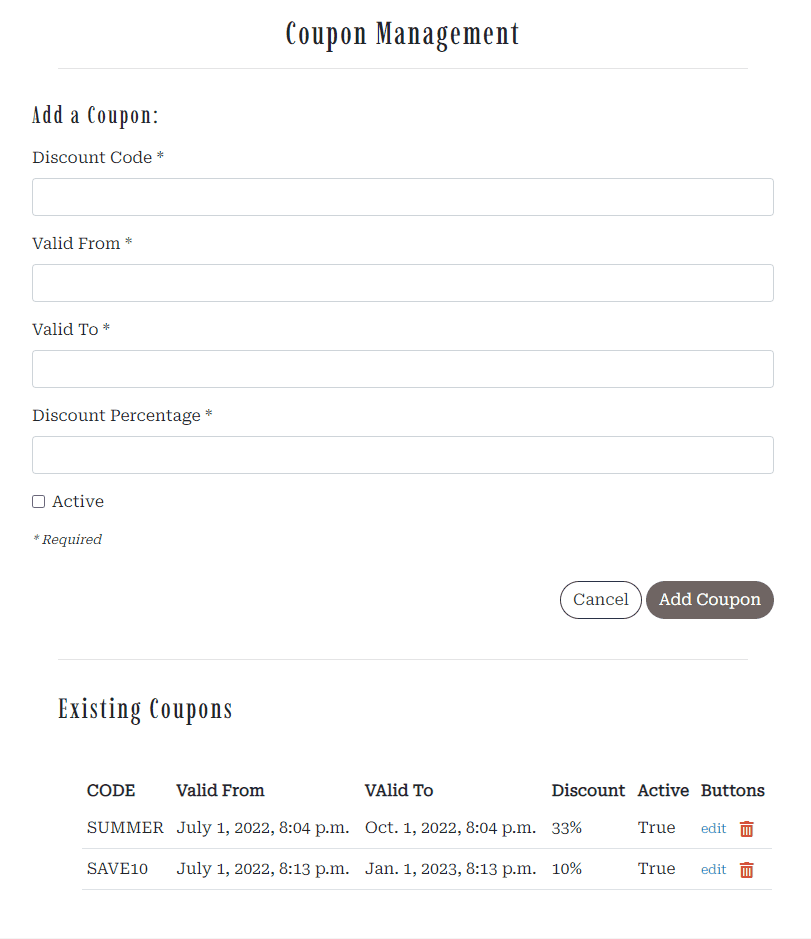 Coupon Management
Add a Coupon:
Discount Code *
Valid From *
Valid To *
Discount Percentage *
Active
* Required
Cancel Add Coupon
Existing Coupons
CODE Valid From VAlid To Discount Active Buttons
SUMMER July 1, 2022, 8:04 p.m. Oct. 1, 2022, 8:04 p.m. 33% True edit
SAVE10 July 1, 2022, 8:13 p.m. Jan. 1, 2023, 8:13 p.m. 10% True edit